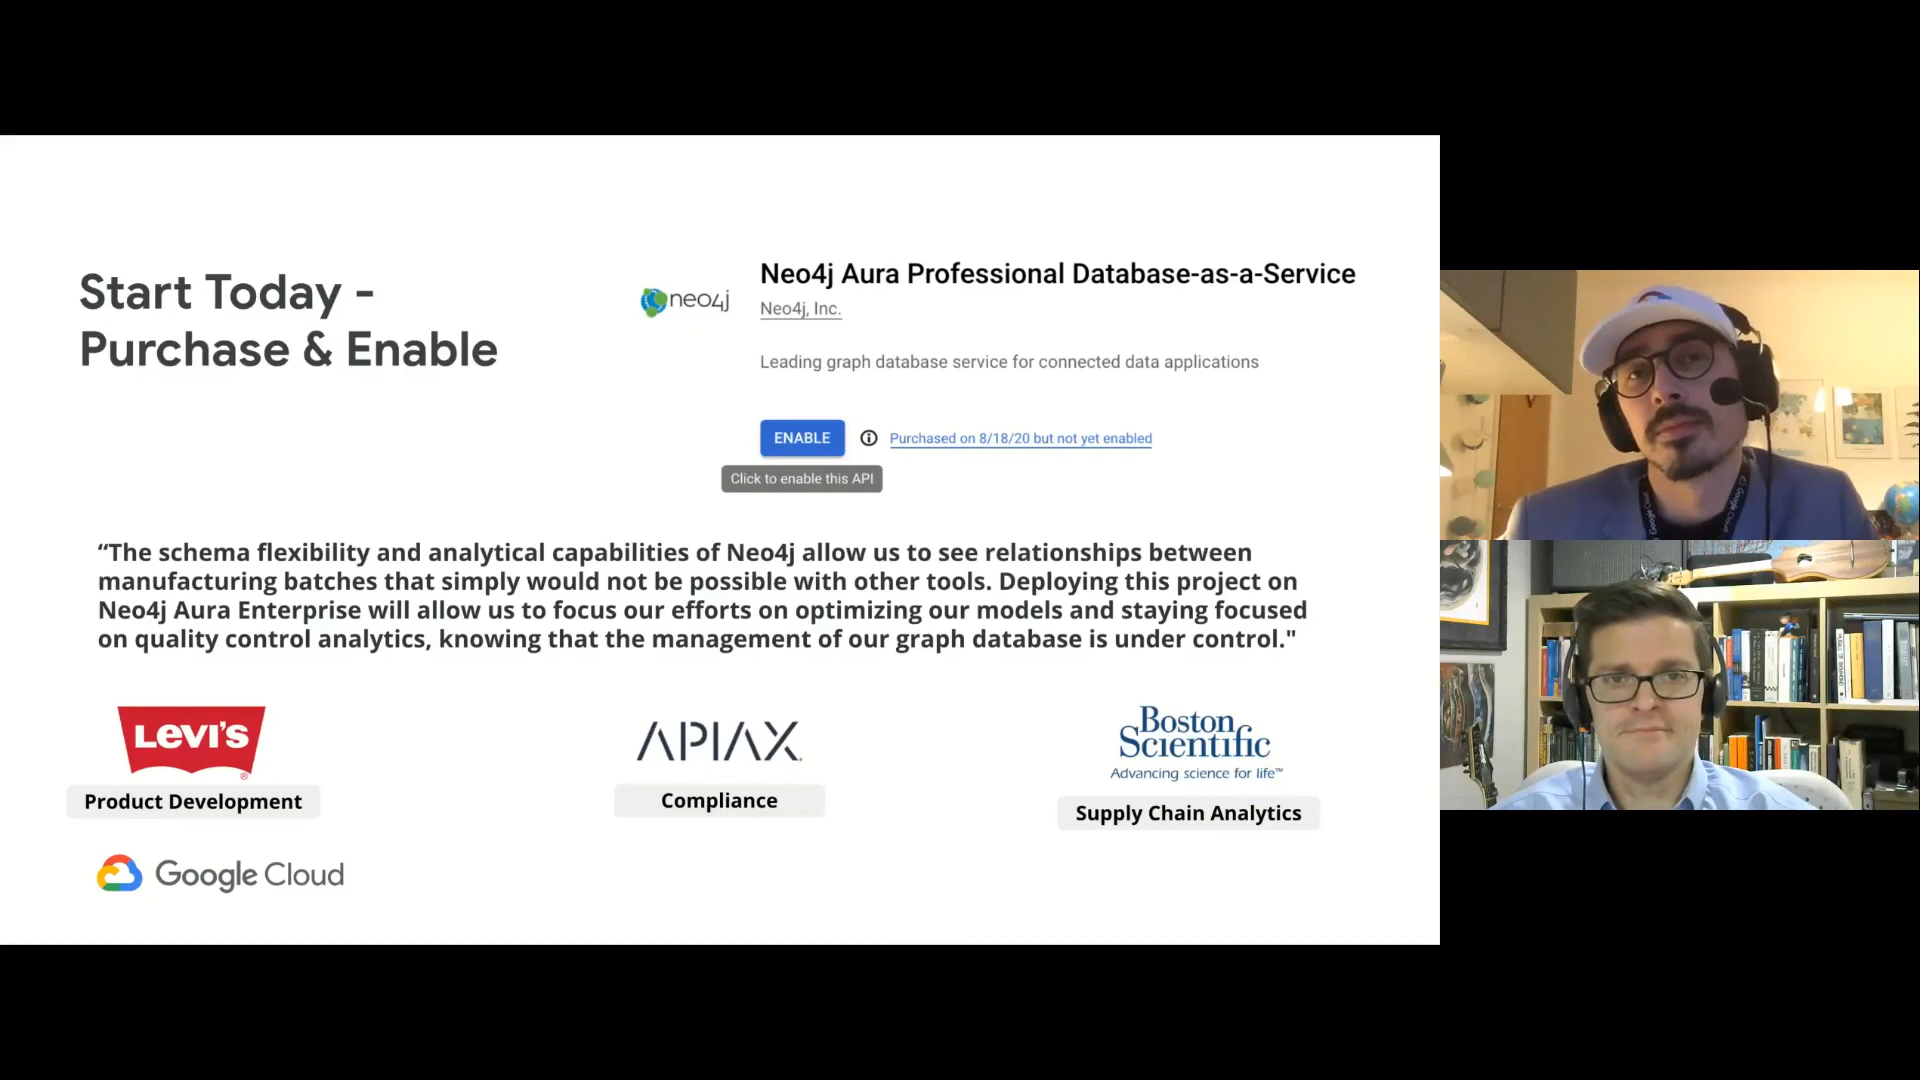 Start Today -
Purchase & Enable
neo4j
Neo4j Aura Professional Database-as-a-Service
Neo4j, Inc.
Leading graph database service for connected data applications
ENABLE
Purchased on 8/18/20 but not yet enabled
Click to enable this API
“The schema flexibility and analytical capabilities of Neo4j allow us to see relationships between
manufacturing batches that simply would not be possible with other tools. Deploying this project on
Neo4j Aura Enterprise will allow us to focus our efforts on optimizing our models and staying focused
on quality control analytics, knowing that the management of our graph database is under control."
LEVI'S
®
Product Development
APIAX
Compliance
Boston
Scientific
Advancing science for life™
Supply Chain Analytics
Google Cloud
Google Cloud